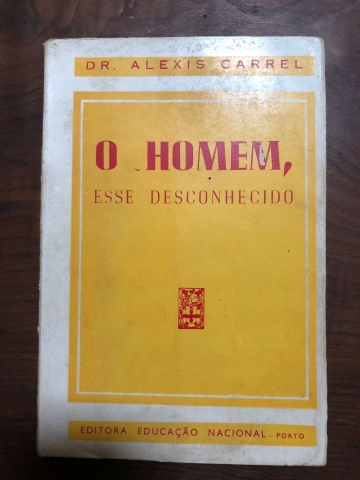 DR. ALEXIS CARREL
O HOMEM,
ESSE DESCONHECIDO
EDITORA EDUCAÇÃO NACIONAL - PORTO